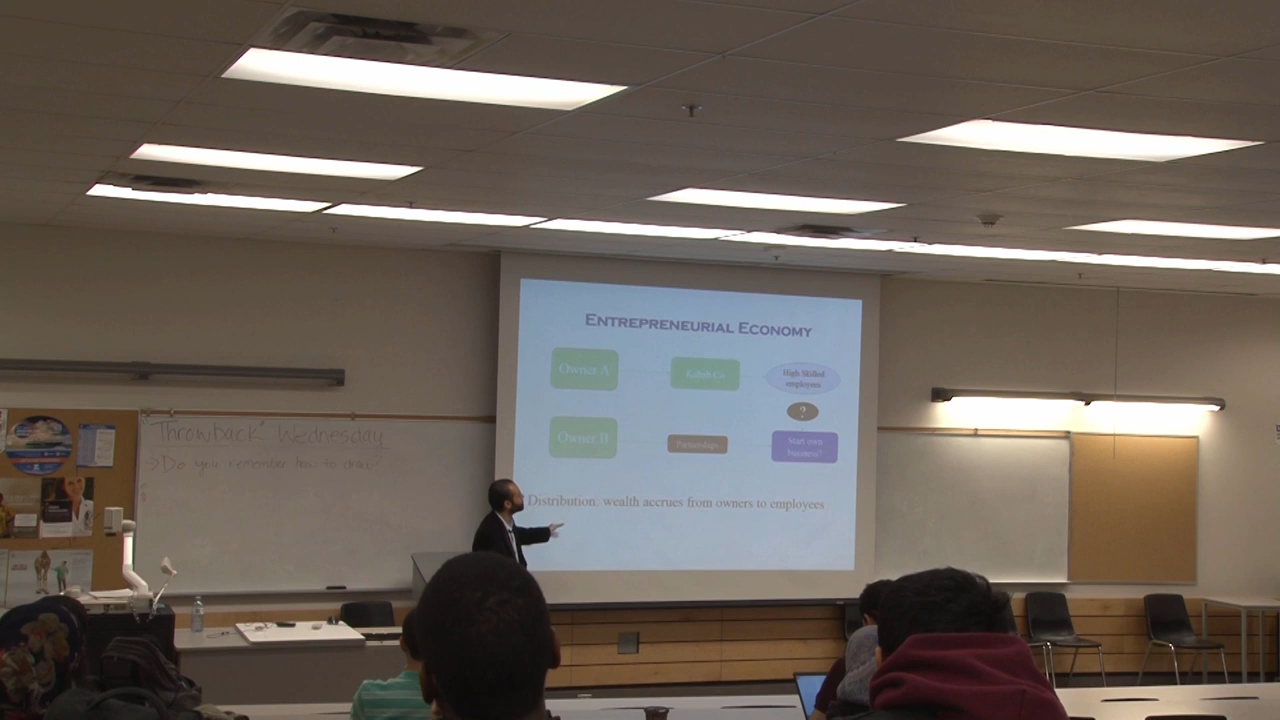 Throwback Wednesday
→Do you remember how to draw?
ENTREPRENEURIAL ECONOMY
Owner A
Kebab Co
High Skilled
employees
?
Owner B
Partnerships
Start own
business?
Distribution: wealth accrues from owners to employees